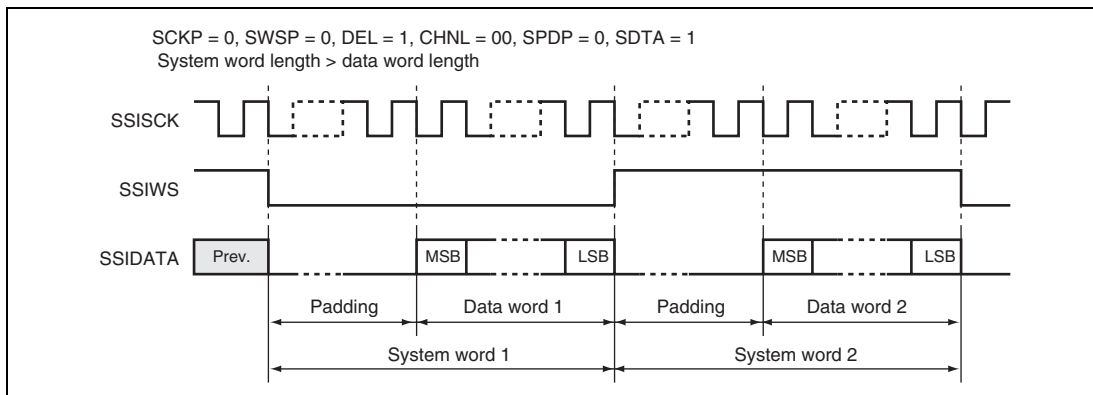 SCKP = 0, SWSP = 0, DEL = 1, CHNL = 00, SPDP = 0, SDTA = 1
System word length > data word length
SSISCK
SSIWS
SSIDATA
Prev.
MSB
LSB
MSB
LSB
Padding
Data word 1
Padding
Data word 2
System word 1
System word 2